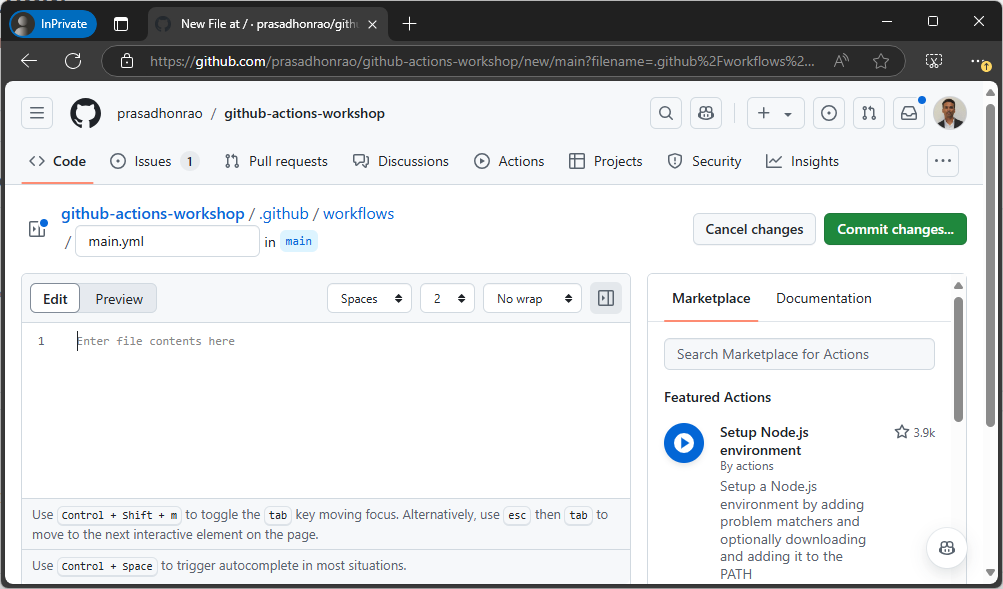 InPrivate
New File at / · prasadhonrao/gith
https://github.com/prasadhonrao/github-actions-workshop/new/main?filename=.github%2Fworkflows%2...
prasadhonrao / github-actions-workshop
Code
Issues 1
Pull requests
Discussions
Actions
Projects
Security
Insights
github-actions-workshop / .github / workflows
/ main.yml in main
Cancel changes
Commit changes...
Edit
Preview
Spaces
2
No wrap
1 Enter file contents here
Use Control + Shift + m to toggle the tab key moving focus. Alternatively, use esc then tab to
move to the next interactive element on the page.
Use Control + Space to trigger autocomplete in most situations.
Marketplace
Documentation
Search Marketplace for Actions
Featured Actions
Setup Node.js
environment
3.9k
By actions
Setup a Node.js
environment by adding
problem matchers and
optionally downloading
and adding it to the
PATH